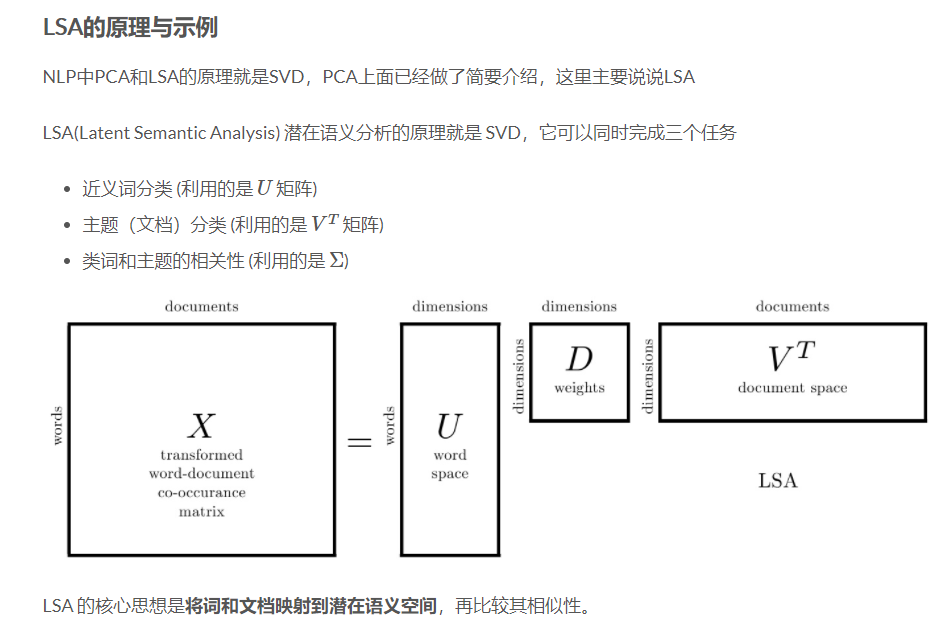 LSA的原理与示例
NLP中PCA和LSA的原理就是SVD，PCA上面已经做了简要介绍，这里主要说说LSA
LSA(Latent Semantic Analysis) 潜在语义分析的原理就是 SVD，它可以同时完成三个任务
• 近义词分类 (利用的是 U 矩阵)
• 主题（文档）分类 (利用的是 V^T 矩阵)
• 类词和主题的相关性 (利用的是 Σ)
documents
words
X
transformed
word-document
co-occurance
matrix
=
dimensions
words
U
word
space
dimensions
dimensions
D
weights
documents
dimensions
V^T
document space
LSA
LSA 的核心思想是将词和文档映射到潜在语义空间，再比较其相似性。